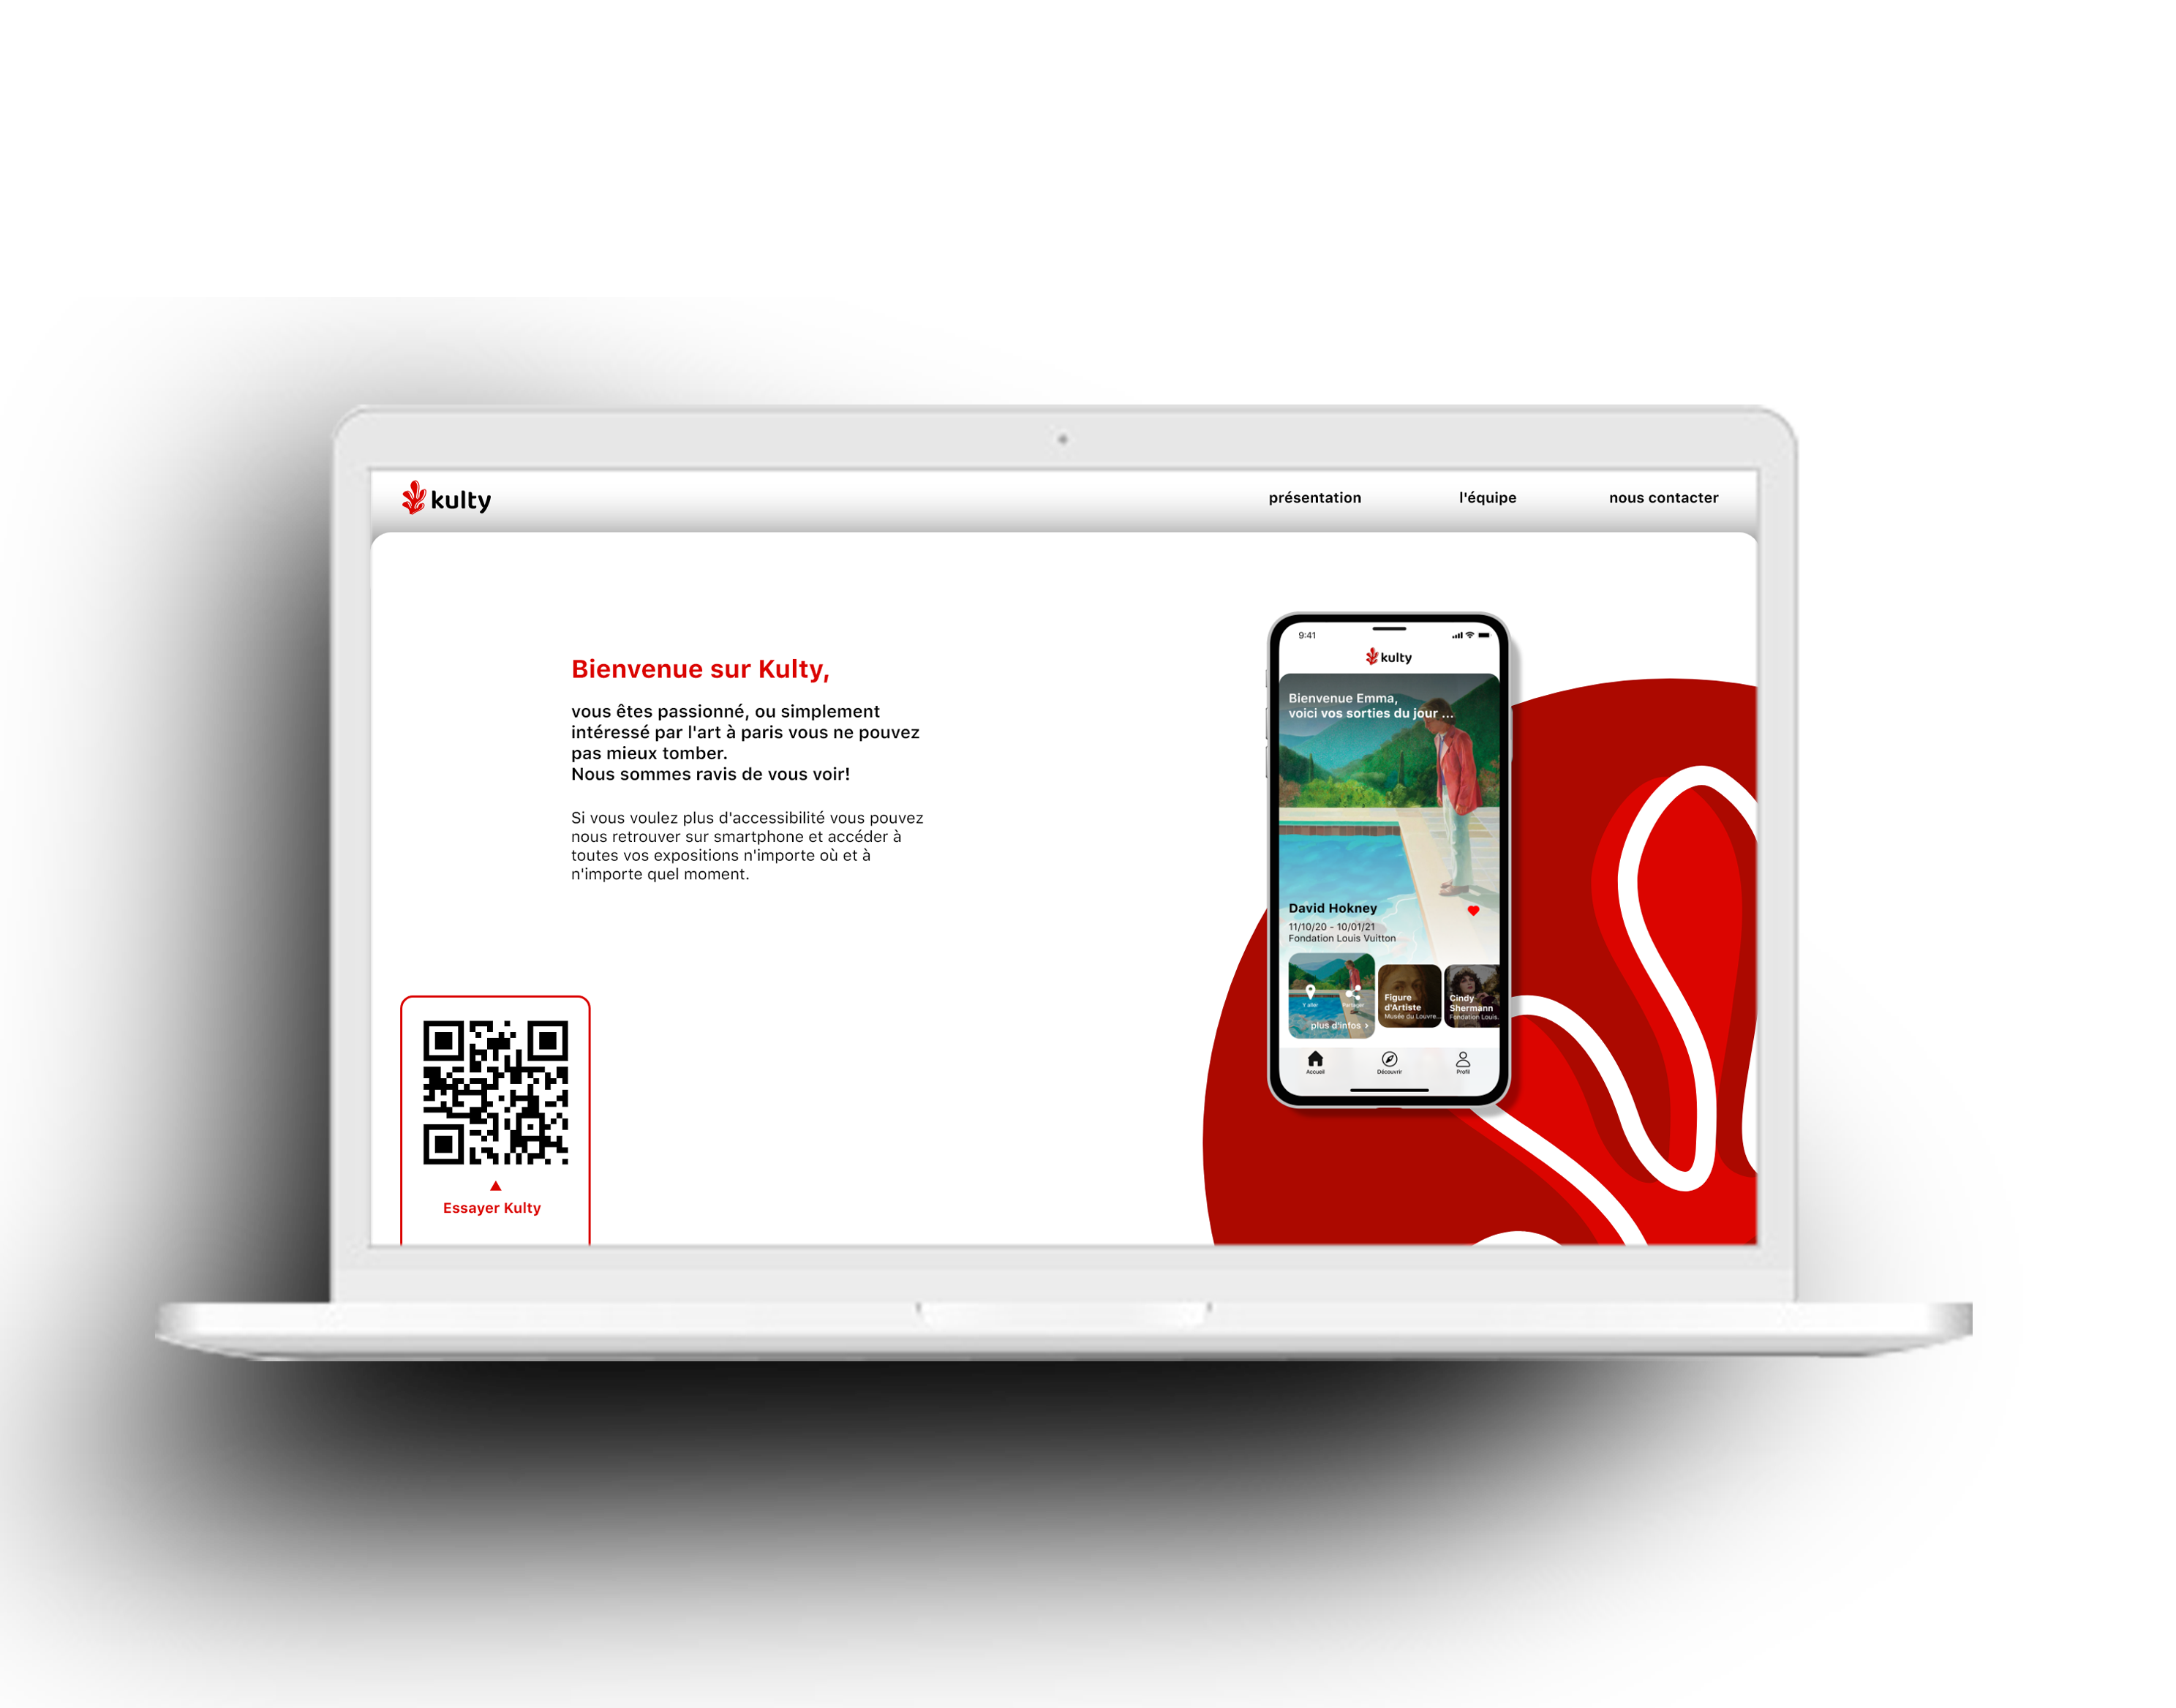 kulty
présentation
l'équipe
nous contacter
Bienvenue sur Kulty,
vous êtes passionné, ou simplement
intéressé par l'art à paris vous ne pouvez
pas mieux tomber.
Nous sommes ravis de vous voir!
Si vous voulez plus d'accessibilité vous pouvez
nous retrouver sur smartphone et accéder à
toutes vos expositions n'importe où et à
n'importe quel moment.
Essayer Kulty
9:41
kulty
Bienvenue Emma,
voici vos sorties du jour ...
David Hokney
11/10/20 - 10/01/21
Fondation Louis Vuitton
Y aller
Partager
plus d'infos >
Figure
d'Artiste
Musée du Louvre...
Cindy
Shermann
Fondation Louis.
Accueil
Découvrir
Profil